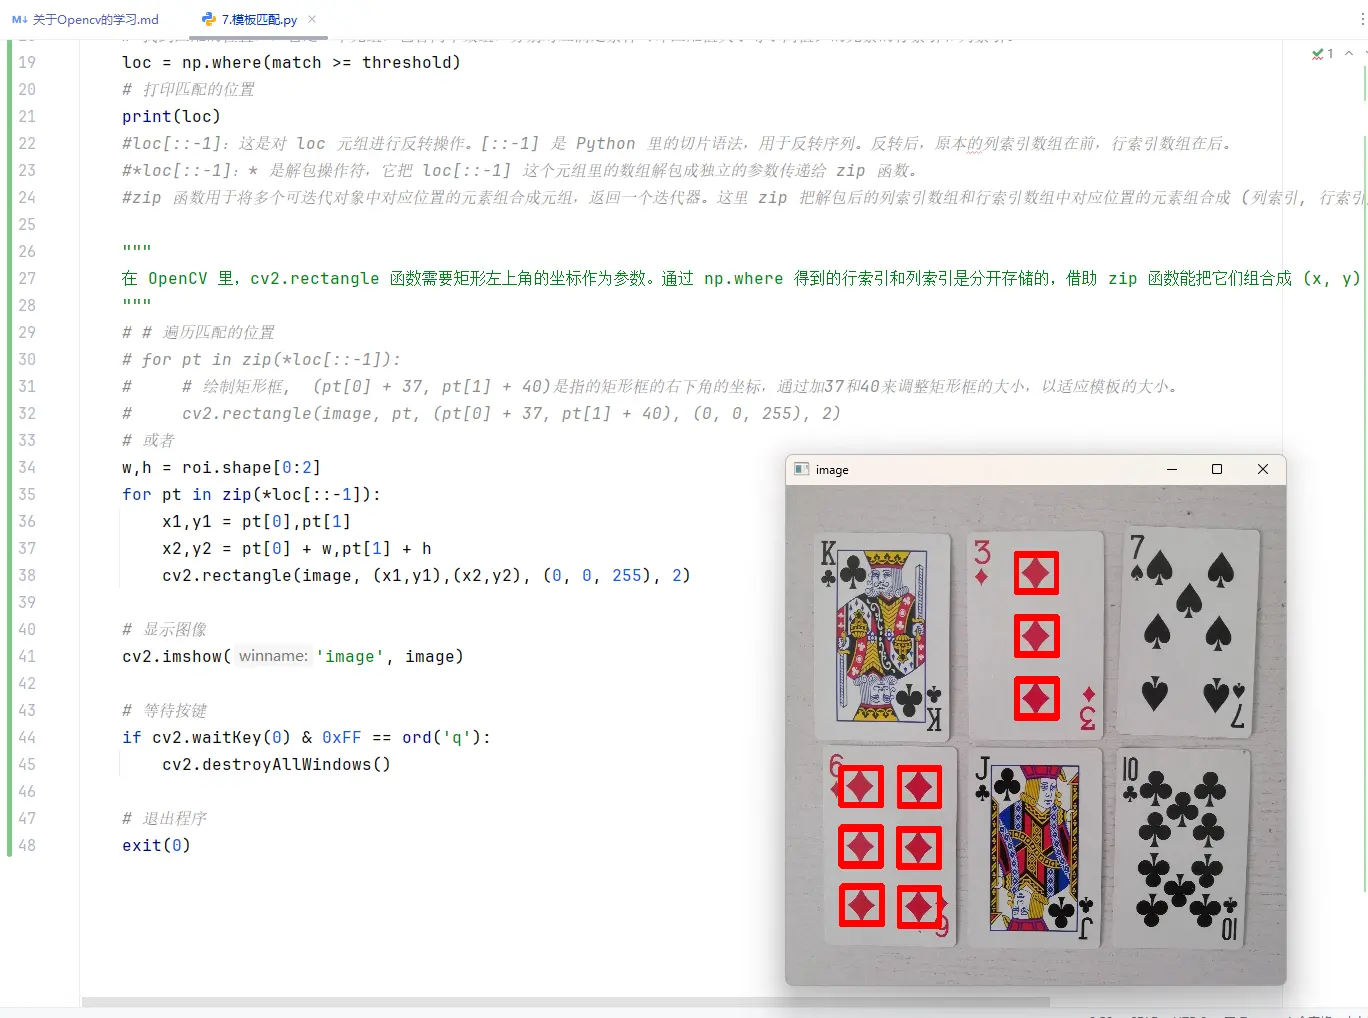 M↓ 关于Opencv的学习.md
7.模板匹配.py ×
1
19 loc = np.where(match >= threshold)
20 # 打印匹配的位置
21 print(loc)
22 #loc[::-1]：这是对 loc 元组进行反转操作。[::-1] 是 Python 里的切片语法，用于反转序列。反转后，原本的列索引数组在前，行索引数组在后。
23 #*loc[::-1]：* 是解包操作符，它把 loc[::-1] 这个元组里的数组解包成独立的参数传递给 zip 函数。
24 #zip 函数用于将多个可迭代对象中对应位置的元素组合成元组，返回一个迭代器。这里 zip 把解包后的列索引数组和行索引数组中对应位置的元素组合成 (列索引, 行索引
25
26 """
27 在 OpenCV 里，cv2.rectangle 函数需要矩形左上角的坐标作为参数。通过 np.where 得到的行索引和列索引是分开存储的，借助 zip 函数能把它们组合成 (x, y)
28 """
29 # # 遍历匹配的位置
30 # for pt in zip(*loc[::-1]):
31 #     # 绘制矩形框， (pt[0] + 37, pt[1] + 40)是指的矩形框的右下角的坐标，通过加37和40来调整矩形框的大小，以适应模板的大小。
32 #     cv2.rectangle(image, pt, (pt[0] + 37, pt[1] + 40), (0, 0, 255), 2)
33 # 或者
34 w,h = roi.shape[0:2]
35 for pt in zip(*loc[::-1]):
36     x1,y1 = pt[0],pt[1]
37     x2,y2 = pt[0] + w,pt[1] + h
38     cv2.rectangle(image, (x1,y1),(x2,y2), (0, 0, 255), 2)
39
40 # 显示图像
41 cv2.imshow( winname: 'image', image)
42
43 # 等待按键
44 if cv2.waitKey(0) & 0xFF == ord('q'):
45     cv2.destroyAllWindows()
46
47 # 退出程序
48 exit(0)
image
K
3
7
K
3
7
6
J
10
6
J
10